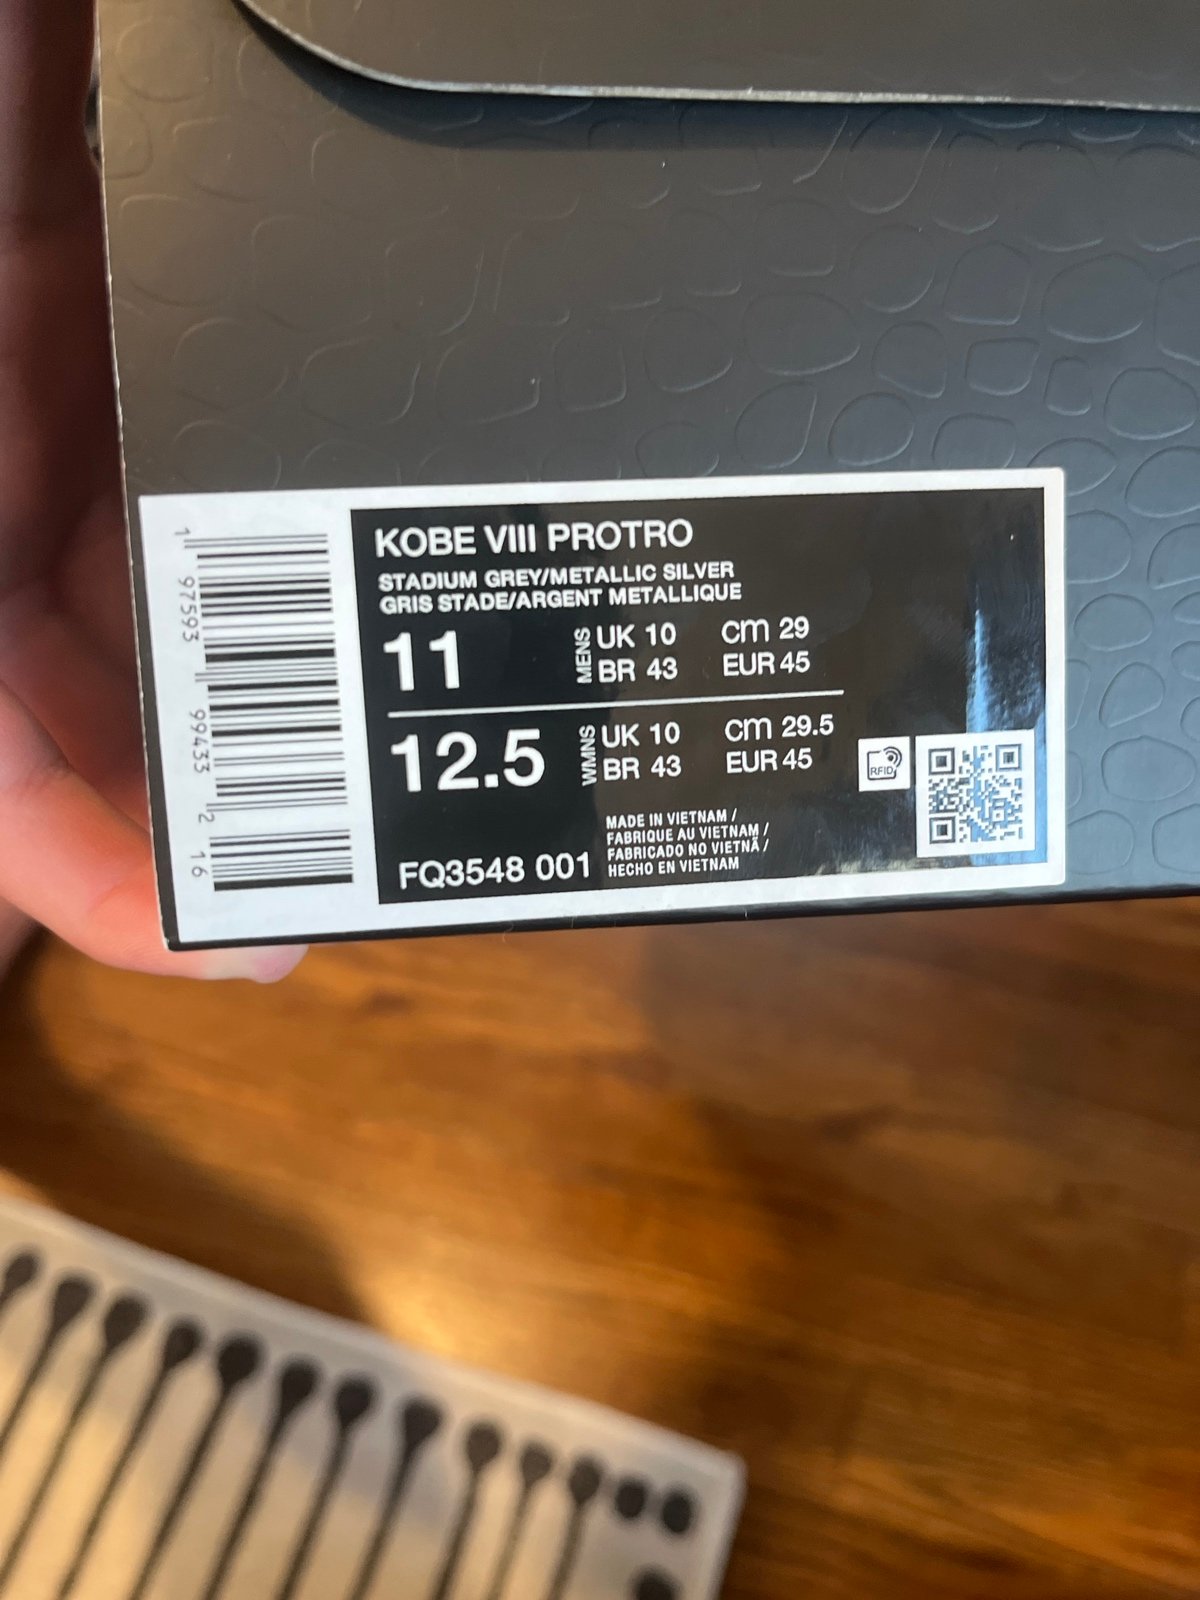 KOBE VIII PROTRO
STADIUM GREY/METALLIC SILVER
GRIS STADE/ARGENT METALLIQUE
11 MENS UK 10 cm 29
BR 43 EUR 45
12.5 WMNS UK 10 cm 29.5
BR 43 EUR 45
RFID
MADE IN VIETNAM /
FABRIQUE AU VIETNAM /
FABRICADO NO VIETNÃ /
HECHO EN VIETNAM
FQ3548 001
1 97593 99433 2 16